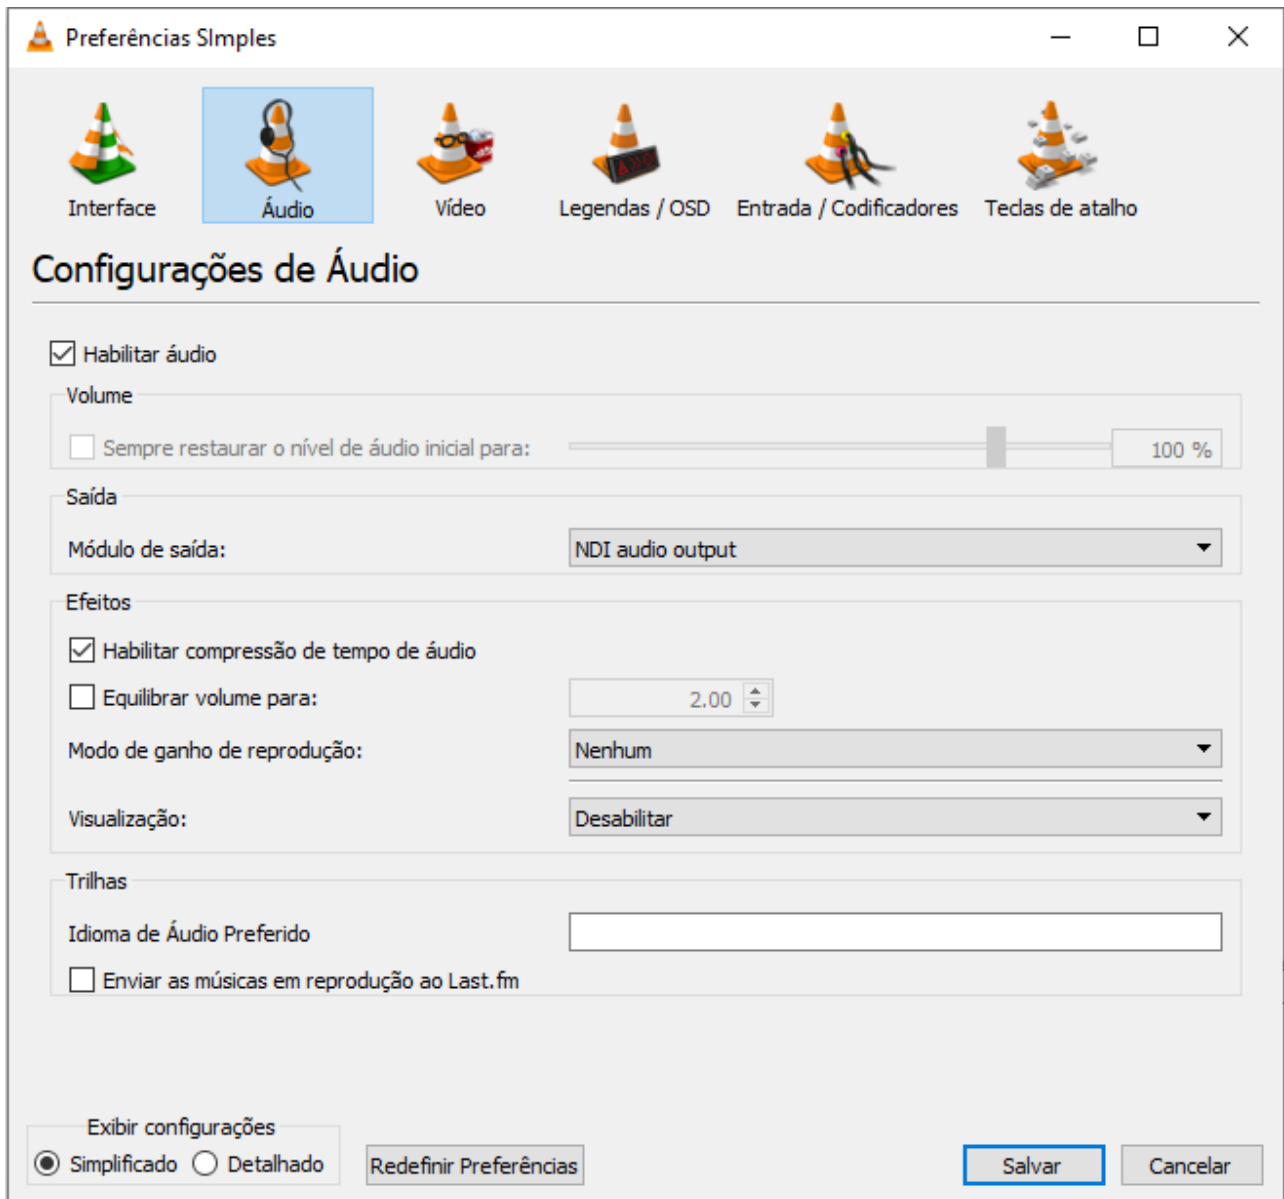 Preferências SImples
Interface
Áudio
Vídeo
Legendas / OSD
Entrada / Codificadores
Teclas de atalho
Configurações de Áudio
Habilitar áudio
Volume
Sempre restaurar o nível de áudio inicial para:
100 %
Saída
Módulo de saída:
NDI audio output
Efeitos
Habilitar compressão de tempo de áudio
Equilibrar volume para:
2.00
Modo de ganho de reprodução:
Nenhum
Visualização:
Desabilitar
Trilhas
Idioma de Áudio Preferido
Enviar as músicas em reprodução ao Last.fm
Exibir configurações
Simplificado
Detalhado
Redefinir Preferências
Salvar
Cancelar